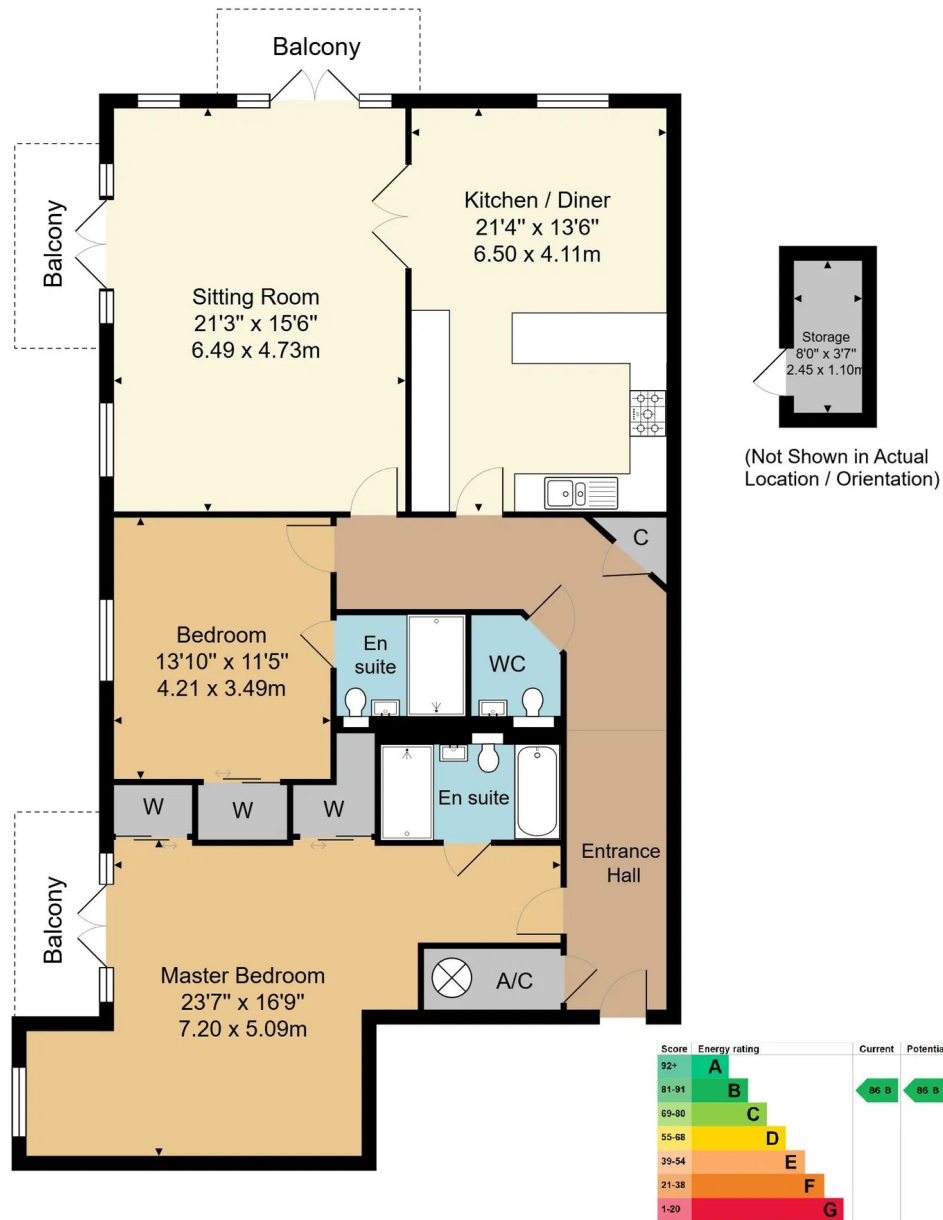 Balcony
Balcony
Sitting Room
21'3" x 15'6"
6.49 x 4.73m
Kitchen / Diner
21'4" x 13'6"
6.50 x 4.11m
Storage
8'0" x 3'7"
2.45 x 1.10m
(Not Shown in Actual
Location / Orientation)
C
Bedroom
13'10" x 11'5"
4.21 x 3.49m
En
suite
WC
W
W
W
En suite
Entrance
Hall
Balcony
Master Bedroom
23'7" x 16'9"
7.20 x 5.09m
A/C
Score Energy rating Current Potentia
92+ A
81-91 B 86 B 86 B
69-80 C
55-68 D
39-54 E
21-38 F
1-20 G